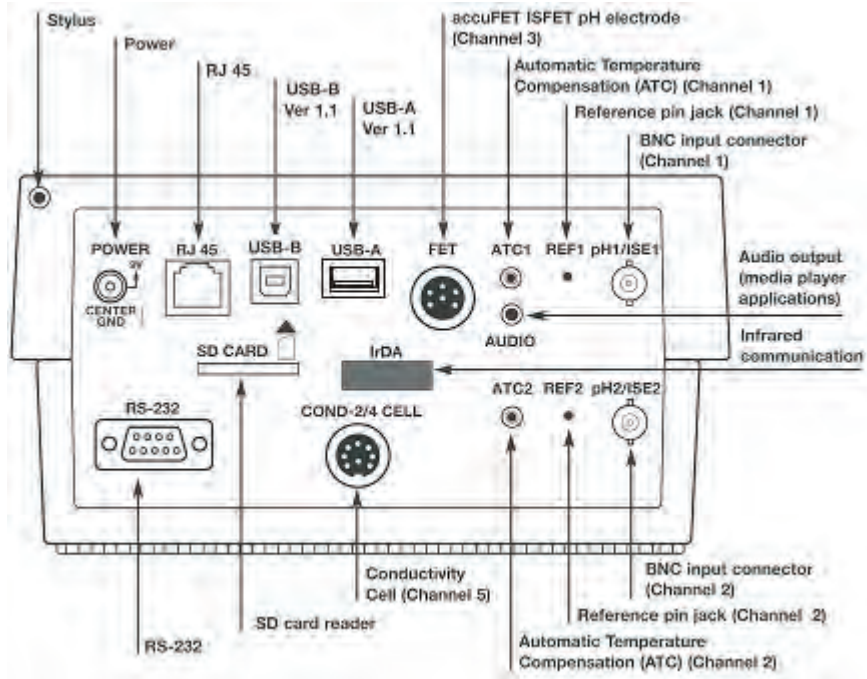 Stylus
Power
RJ 45
USB-B
Ver 1.1
USB-A
Ver 1.1
accuFET ISFET pH electrode
(Channel 3)
Automatic Temperature
Compensation (ATC) (Channel 1)
Reference pin jack (Channel 1)
BNC input connector
(Channel 1)
POWER
9V
CENTER
GND
RJ 45
USB-B
USB-A
FET
ATC1
REF1
pH1/ISE1
AUDIO
Audio output
(media player
applications)
SD CARD
IrDA
Infrared
communication
RS-232
COND-2/4 CELL
ATC2
REF2
pH2/ISE2
Conductivity
Cell (Channel 5)
SD card reader
RS-232
BNC input connector
(Channel 2)
Reference pin jack (Channel 2)
Automatic Temperature
Compensation (ATC) (Channel 2)